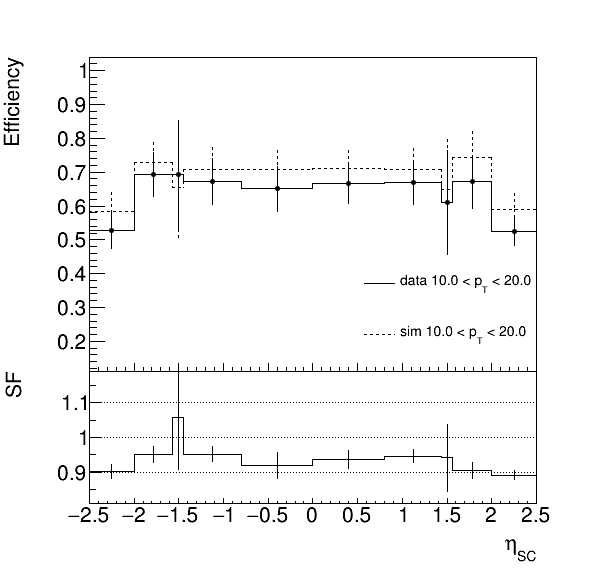 Efficiency
1
0.9
0.8
0.7
0.6
0.5
0.4
0.3
0.2
data 10.0 < p_T < 20.0
sim 10.0 < p_T < 20.0
SF
1.1
1
0.9
−2.5 −2 −1.5 −1 −0.5 0 0.5 1 1.5 2 2.5
η_SC